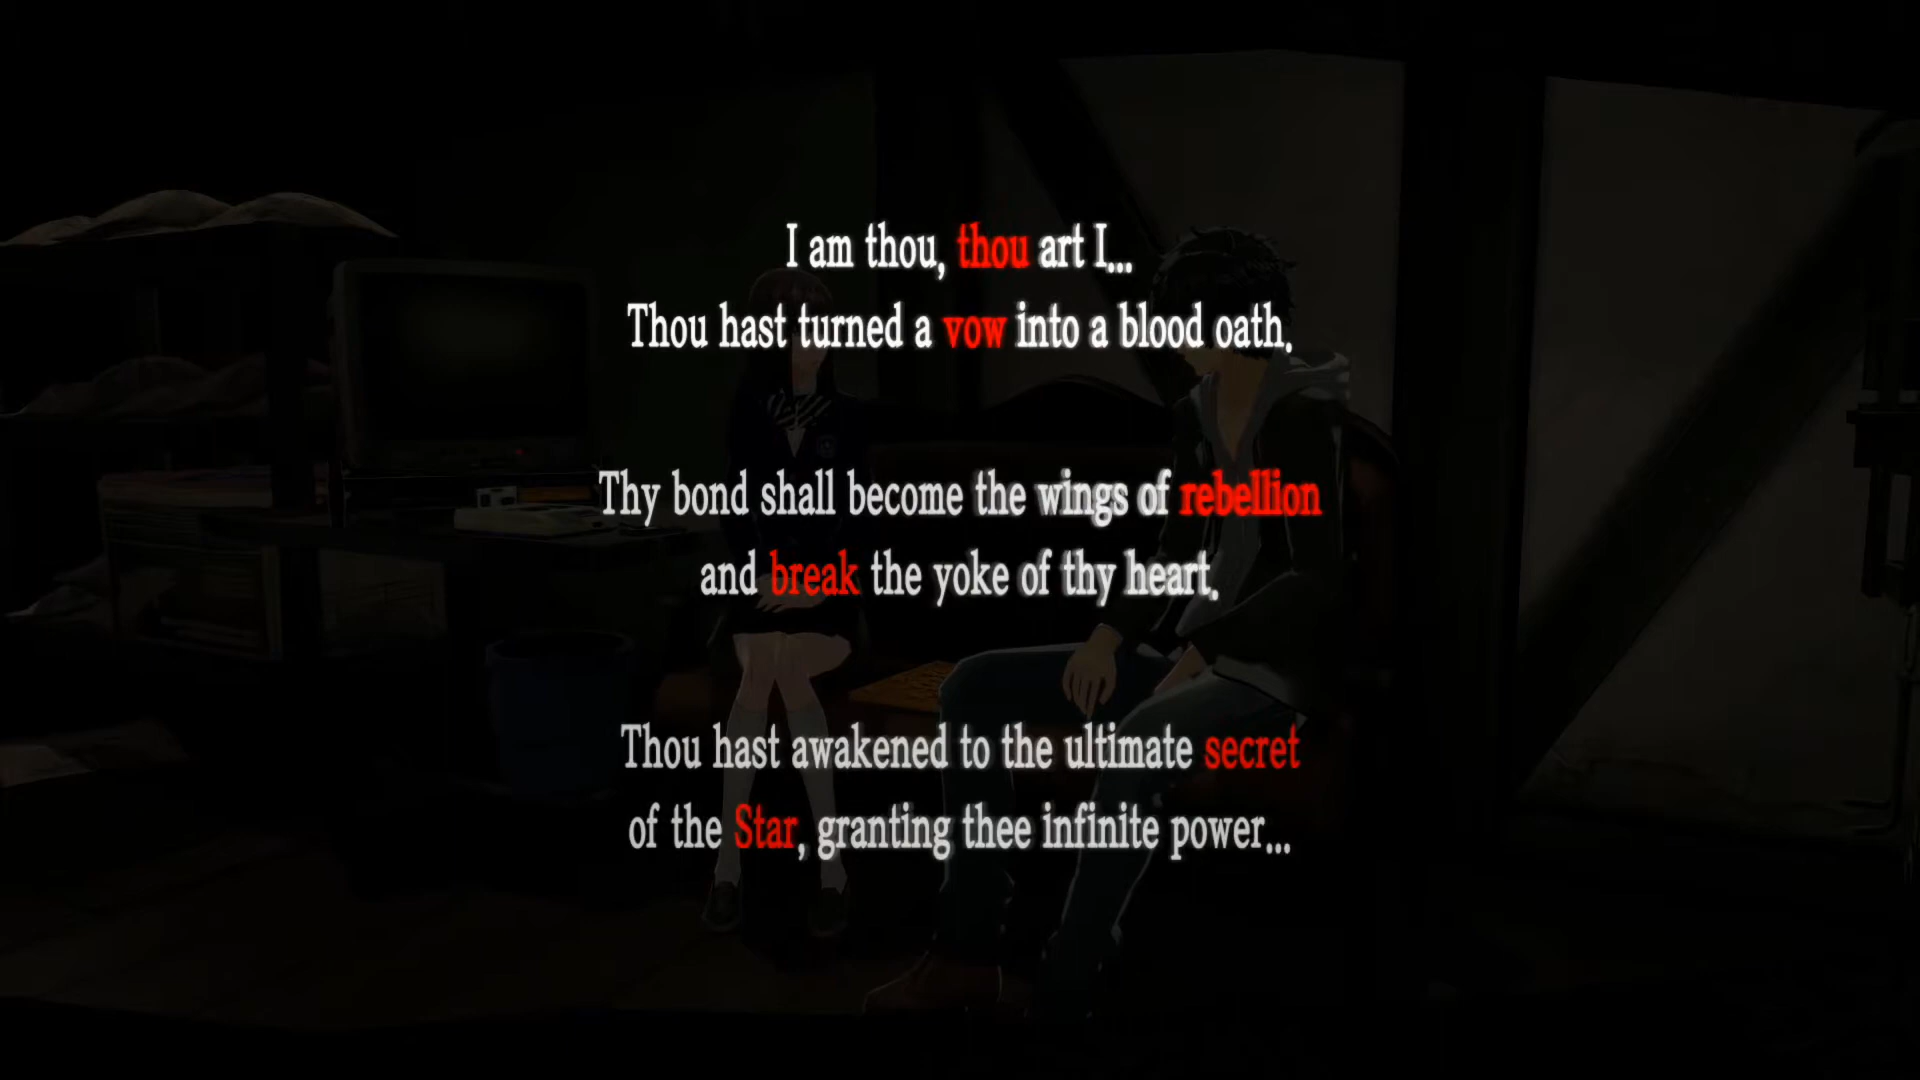 I am thou, thou art I...
Thou hast turned a vow into a blood oath.
Thy bond shall become the wings of rebellion
and break the yoke of thy heart.
Thou hast awakened to the ultimate secret
of the Star, granting thee infinite power...